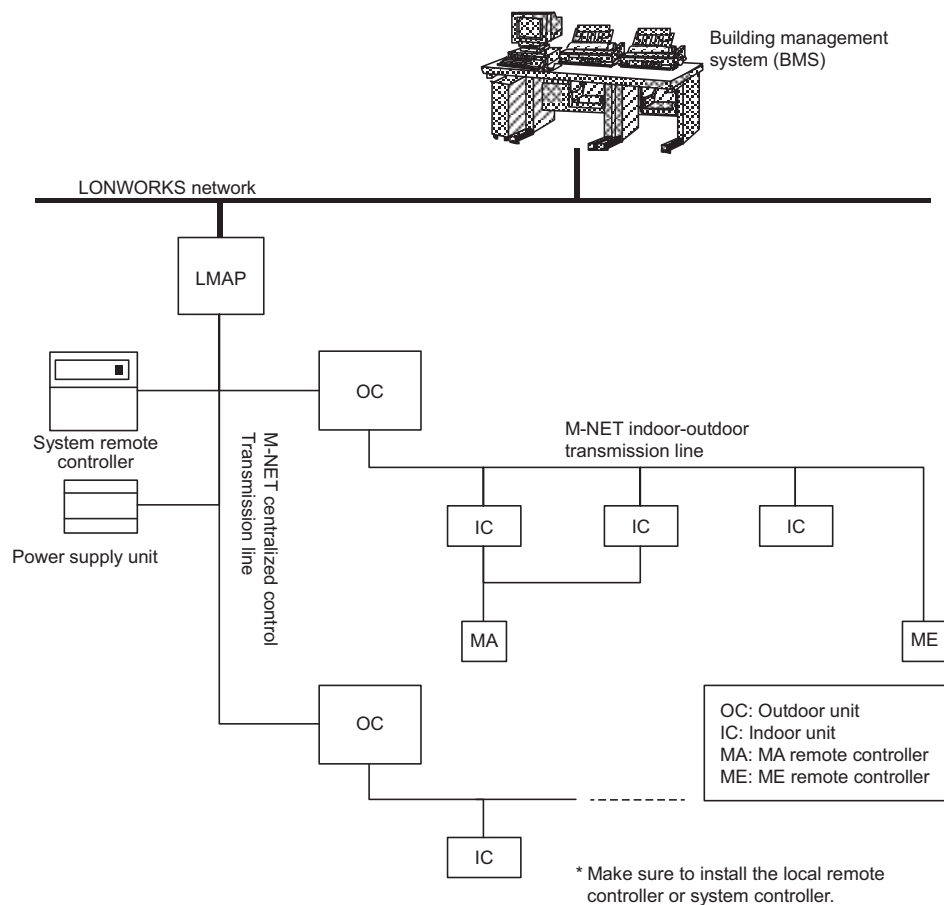 Building management
system (BMS)
LONWORKS network
LMAP
OC
System remote
controller
M-NET centralized control
Transmission line
M-NET indoor-outdoor
transmission line
IC
IC
IC
Power supply unit
MA
ME
OC
OC: Outdoor unit
IC: Indoor unit
MA: MA remote controller
ME: ME remote controller
IC
* Make sure to install the local remote
controller or system controller.